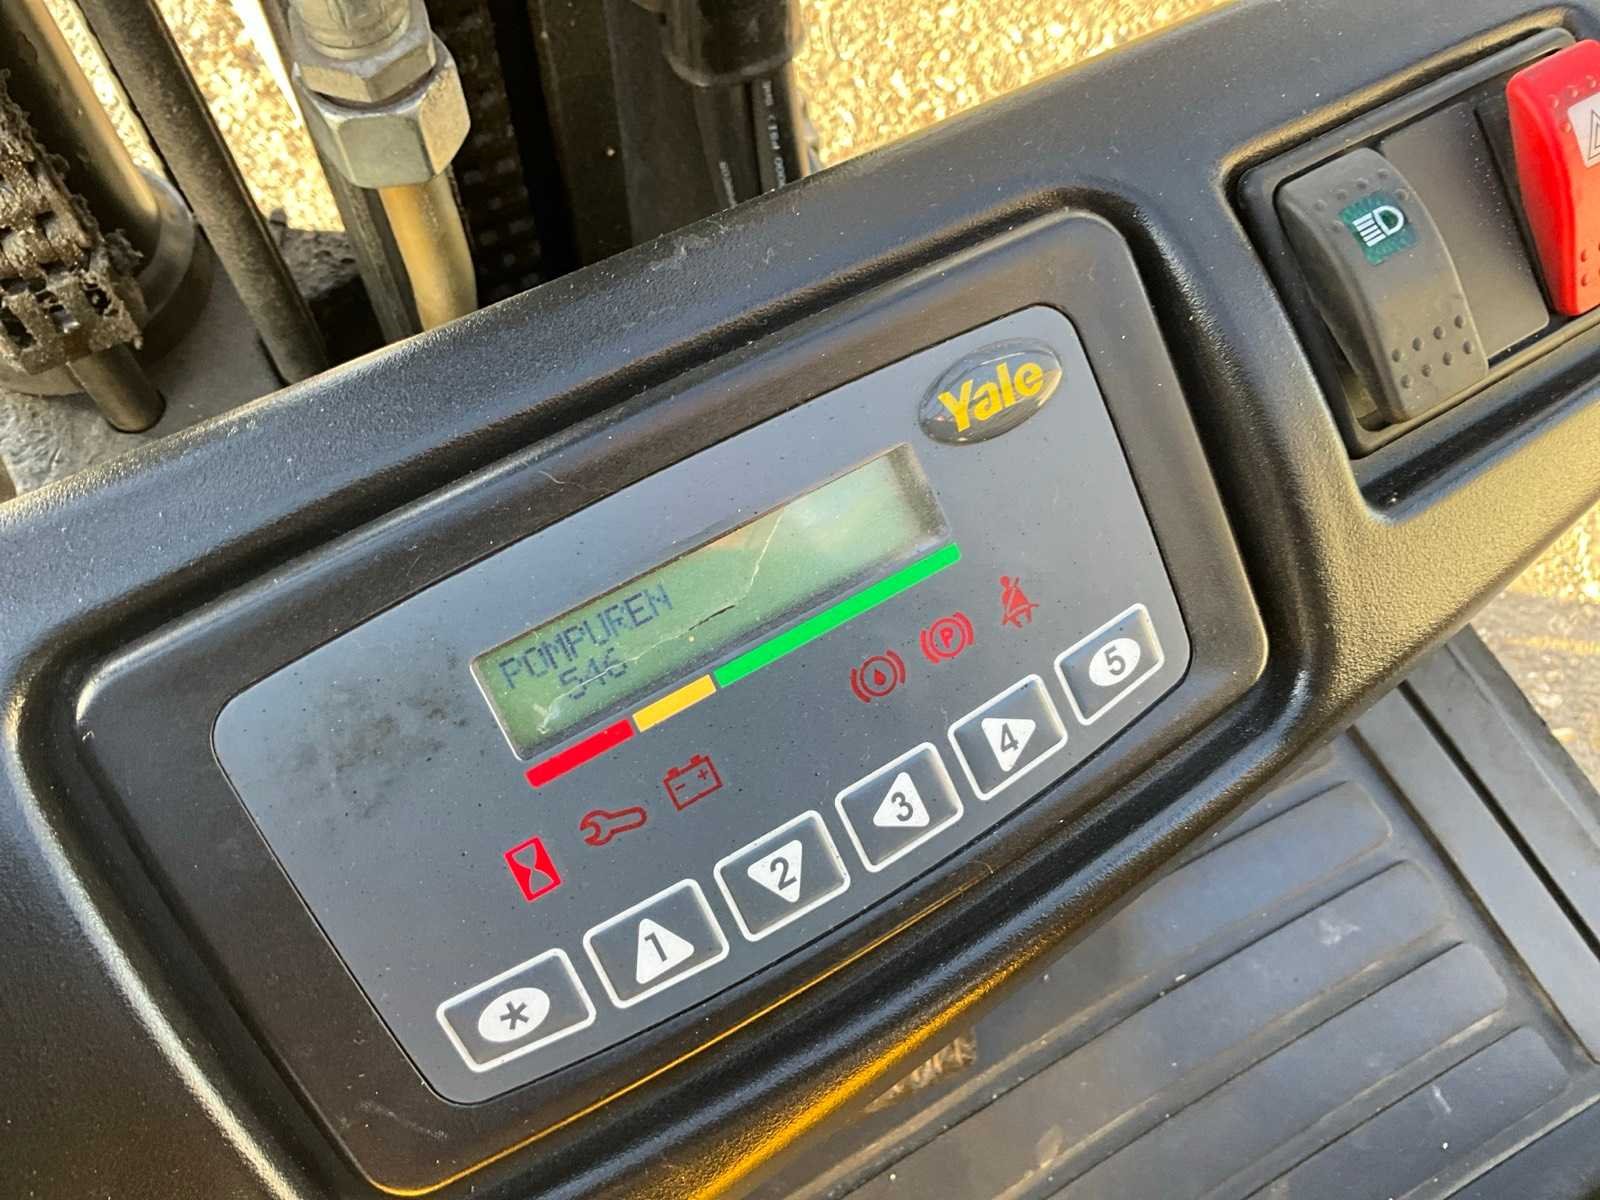 Yale
POMPUREN
546
* 1 2 3 4 5
P